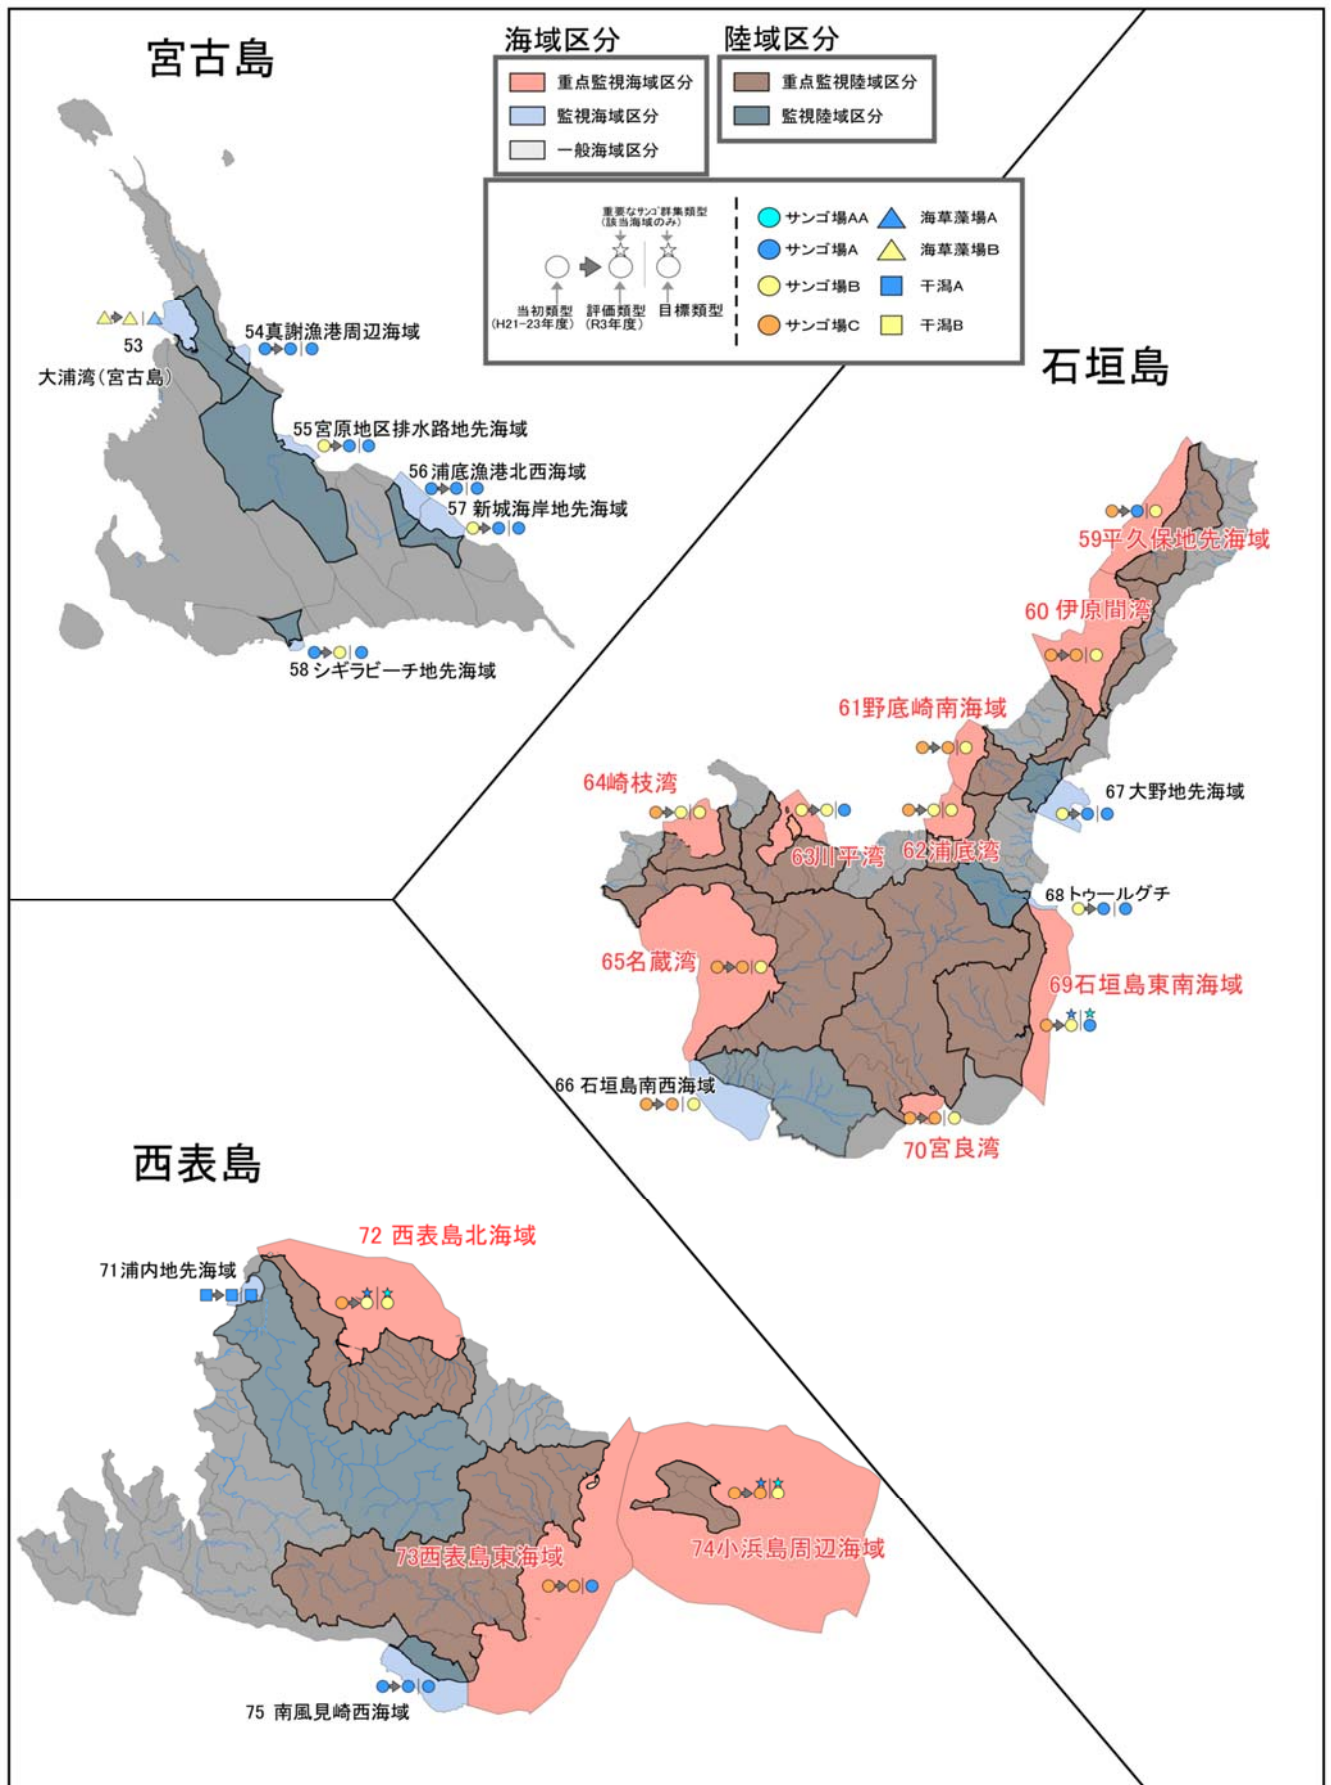 宮古島
海域区分
重点監視海域区分
監視海域区分
一般海域区分
陸域区分
重点監視陸域区分
監視陸域区分
重要なサンゴ群集類型
(該当海域のみ)
当初類型
(H21-23年度)
評価類型
(R3年度)
目標類型
サンゴ場AA
海草藻場A
サンゴ場A
海草藻場B
サンゴ場B
干潟A
サンゴ場C
干潟B
53
大浦湾(宮古島)
54真謝漁港周辺海域
55宮原地区排水路地先海域
56浦底漁港北西海域
57 新城海岸地先海域
58シギラビーチ地先海域
石垣島
59平久保地先海域
60 伊原間湾
61野底崎南海域
64崎枝湾
67大野地先海域
63川平湾
62浦底湾
68トゥールグチ
65名蔵湾
69石垣島東南海域
66 石垣島南西海域
70宮良湾
西表島
72 西表島北海域
71浦内地先海域
73西表島東海域
74小浜島周辺海域
75 南風見崎西海域